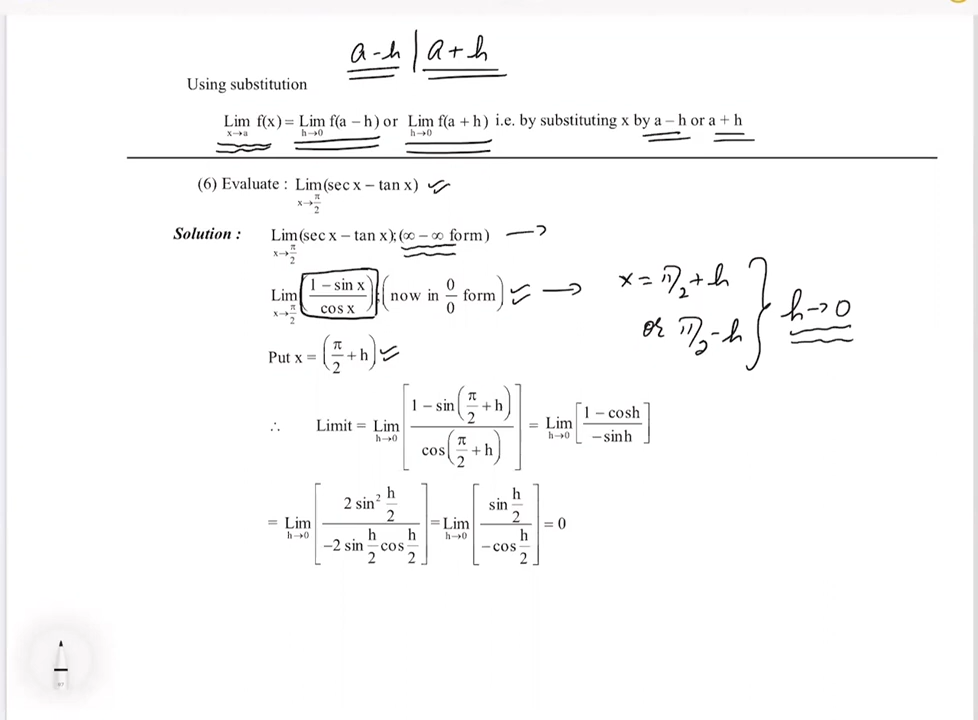 a-h | a+h
Using substitution
Lim x→a f(x) = Lim h→0 f(a – h) or Lim h→0 f(a + h) i.e. by substituting x by a – h or a + h
(6) Evaluate : Lim x→π/2 (sec x – tan x)
Solution : Lim x→π/2 (sec x – tan x); (∞ – ∞ form) →
Lim x→π/2 (1 – sin x / cos x); (now in 0/0 form) → x = π/2 + h
or π/2 - h } h→0
Put x = (π/2 + h)
∴ Limit = Lim h→0 [1 – sin(π/2 + h) / cos(π/2 + h)] = Lim h→0 [1 – cosh / – sinh]
= Lim h→0 [2 sin² h/2 / –2 sin h/2 cos h/2] = Lim h→0 [sin h/2 / –cos h/2] = 0